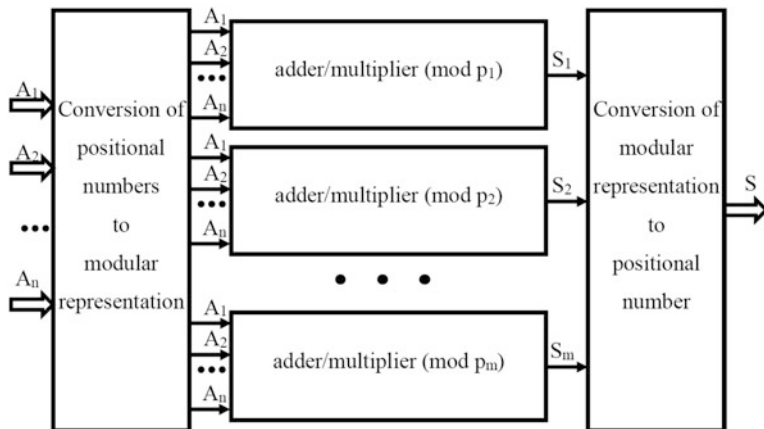 A₁
A₂
•••
Aₙ
Conversion of
positional
numbers
to
modular
representation
A₁
A₂
•••
Aₙ
adder/multiplier (mod p₁)
S₁
A₁
A₂
•••
Aₙ
adder/multiplier (mod p₂)
S₂
• • •
A₁
A₂
•••
Aₙ
adder/multiplier (mod pₘ)
Sₘ
Conversion of
modular
representation
to
positional
number
S